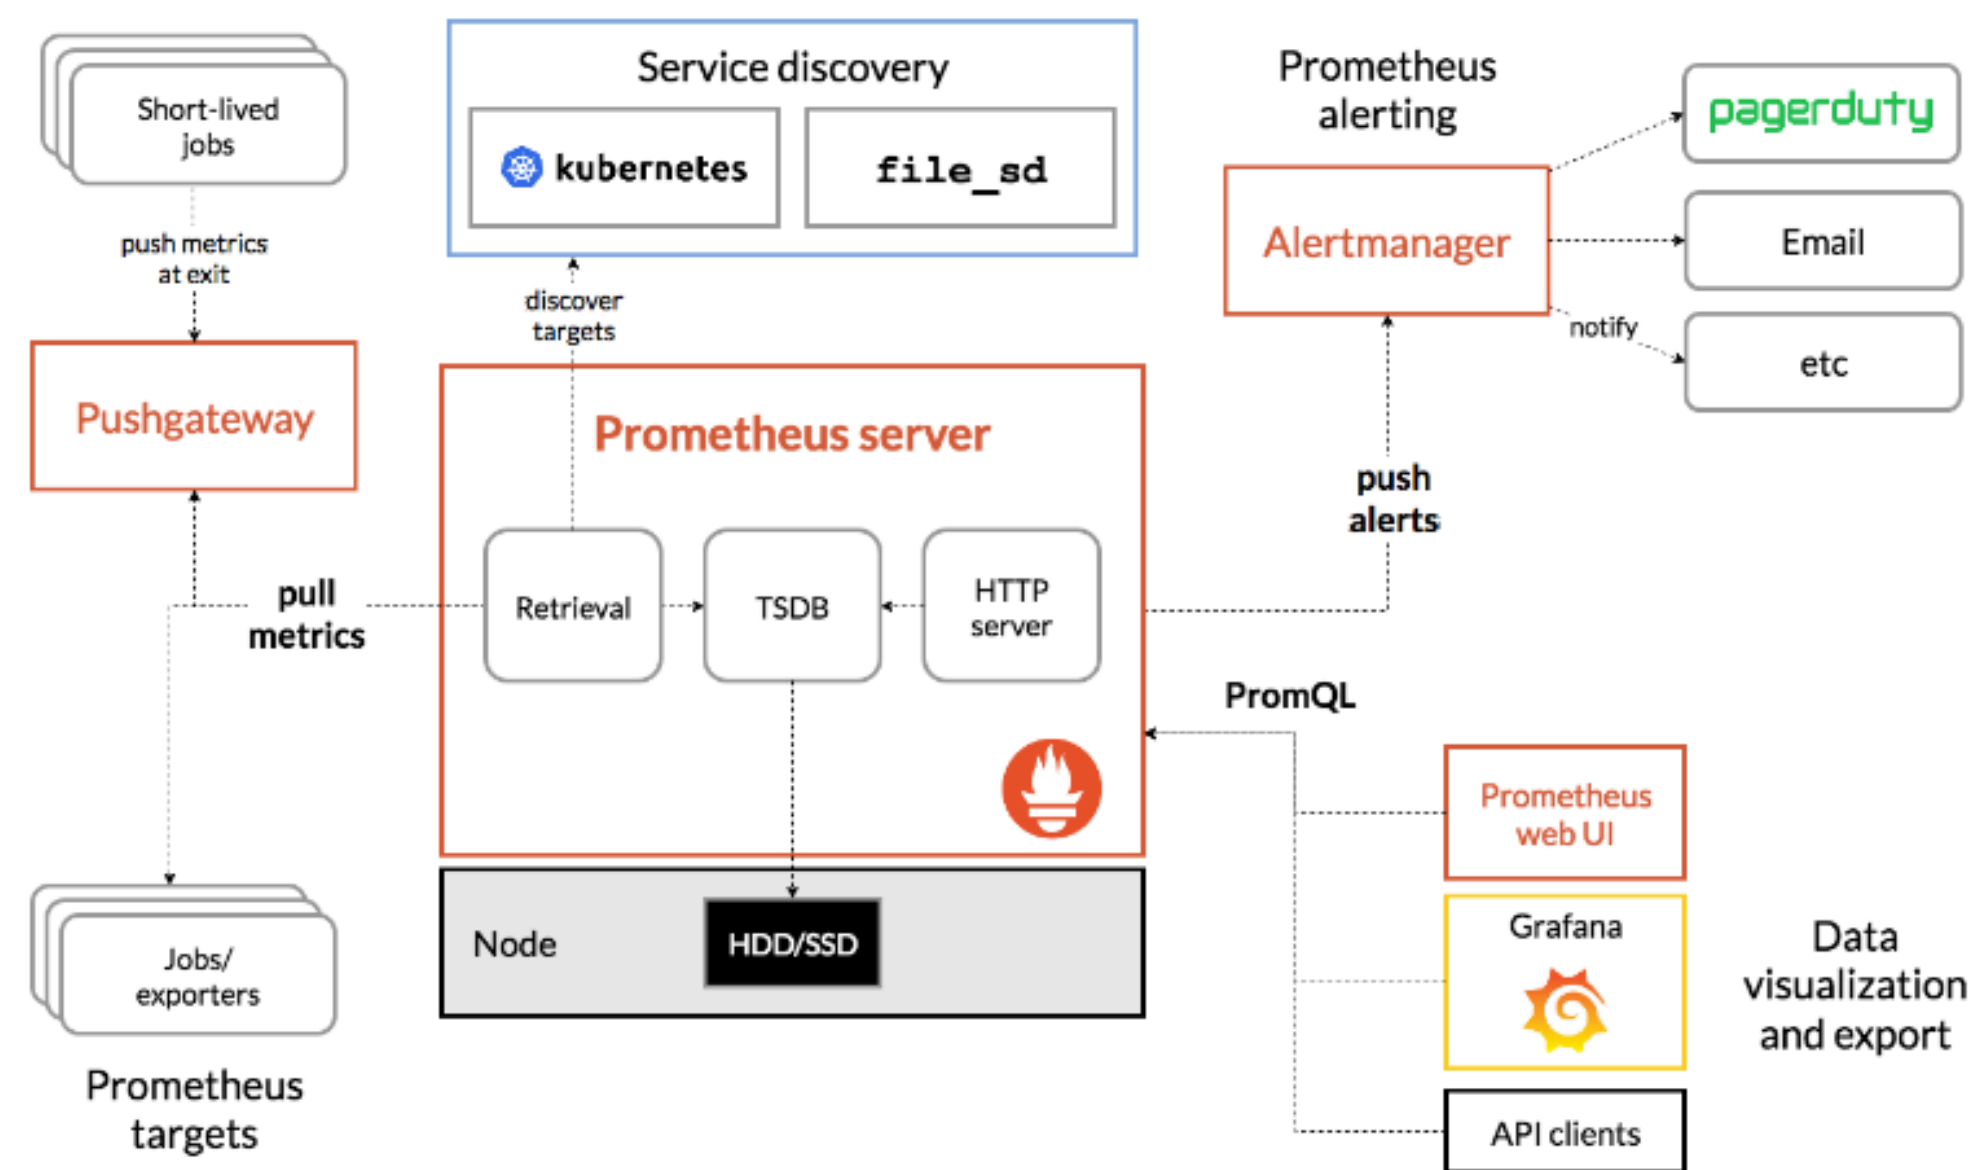 Short-lived
jobs
push metrics
at exit
Pushgateway
pull
metrics
Jobs/
exporters
Prometheus
targets
Service discovery
kubernetes
file_sd
discover
targets
Prometheus server
Retrieval
TSDB
HTTP
server
Node
HDD/SSD
Prometheus
alerting
Alertmanager
pagerduty
Email
notify
etc
push
alerts
PromQL
Prometheus
web UI
Grafana
API clients
Data
visualization
and export